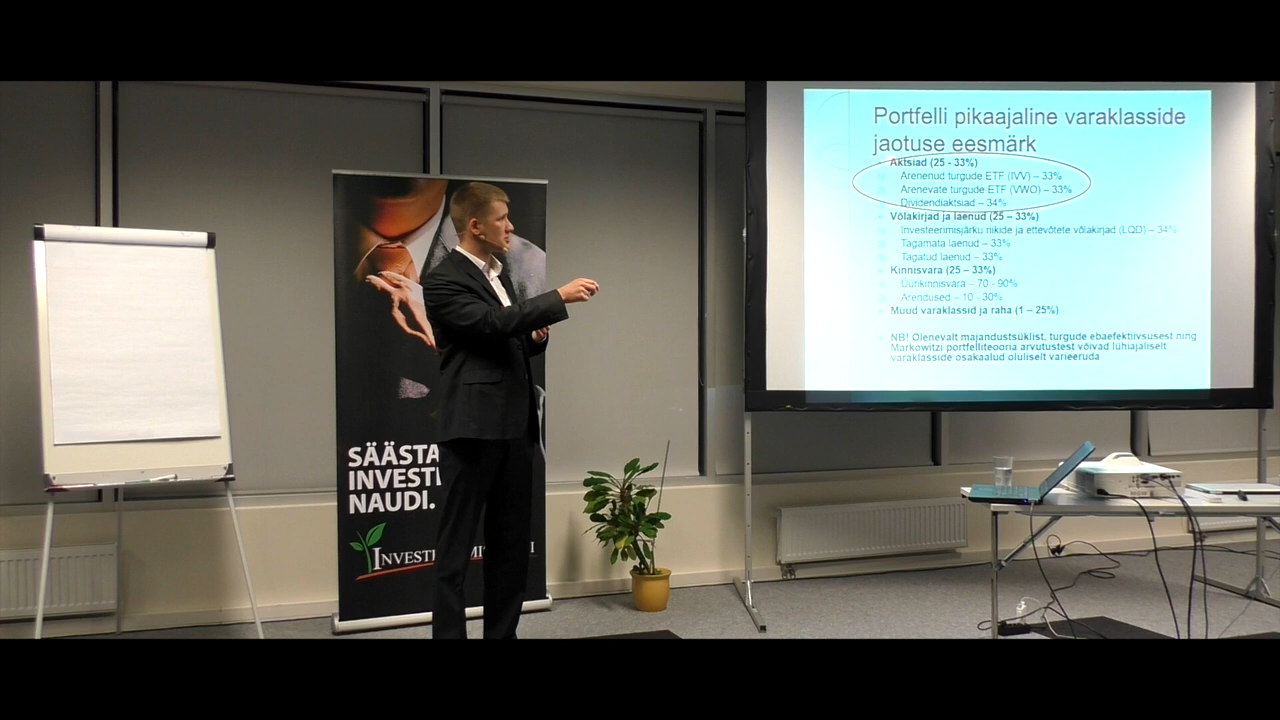 SÄÄSTA
INVESTI
NAUDI.
Portfelli pikaajaline varaklasside
jaotuse eesmärk
Aktsiad (25 - 33%)
Arenenud turgude ETF (IVV) – 33%
Arenevate turgude ETF (VWO) – 33%
Dividendiaktsiad – 34%
Võlakirjad ja laenud (25 – 33%)
Investeerimisjärku riikide ja ettevõtete võlakirjad (LQD) – 34%
Tagamata laenud – 33%
Tagatud laenud – 33%
Kinnisvara (25 – 33%)
Üürikinnisvara – 70 - 90%
Arendused – 10 - 30%
Muud varaklassid ja raha (1 – 25%)
NB! Olenevalt majandustsüklist, turgude ebaefektiivsusest ning
Markowitzi portfelliteooria arvutustest võivad lühiajaliselt
varaklasside osakaalud oluliselt varieeruda